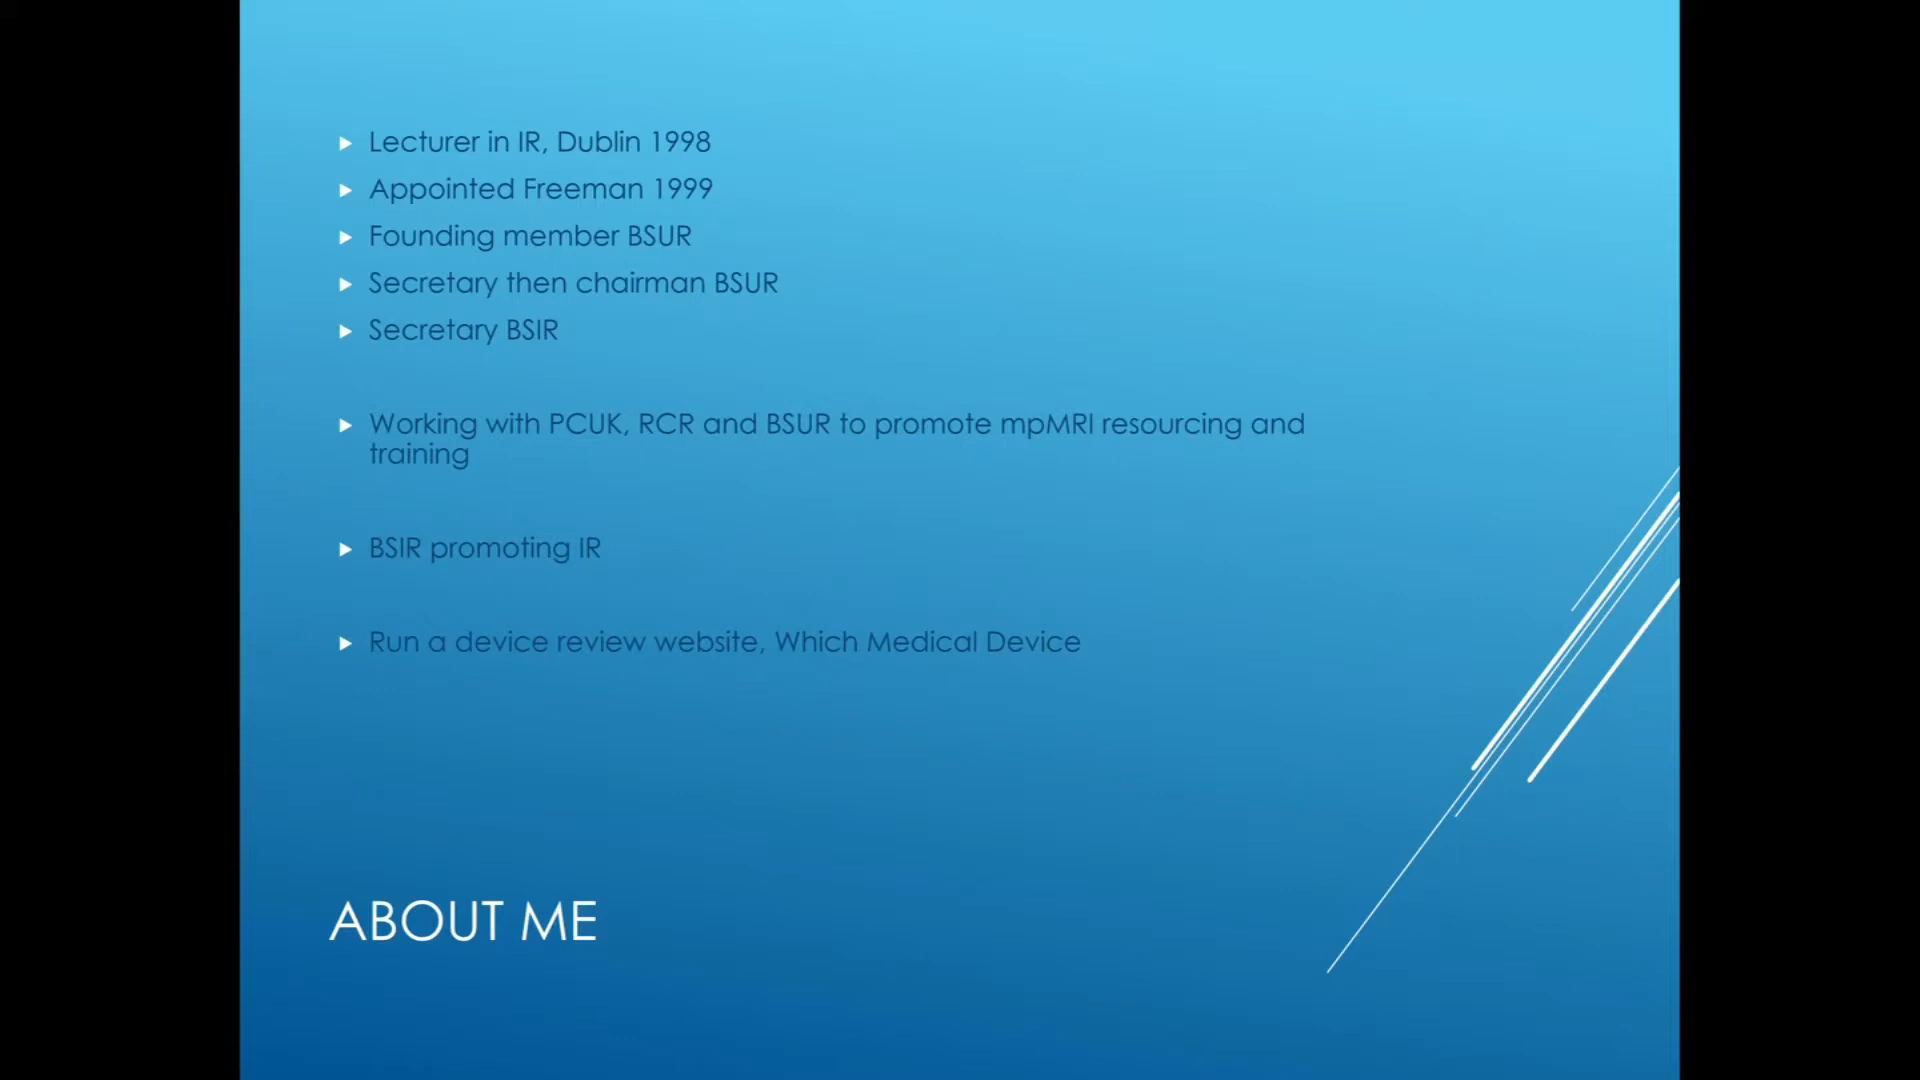 Lecturer in IR, Dublin 1998
Appointed Freeman 1999
Founding member BSUR
Secretary then chairman BSUR
Secretary BSIR
Working with PCUK, RCR and BSUR to promote mpMRI resourcing and
training
BSIR promoting IR
Run a device review website, Which Medical Device
ABOUT ME